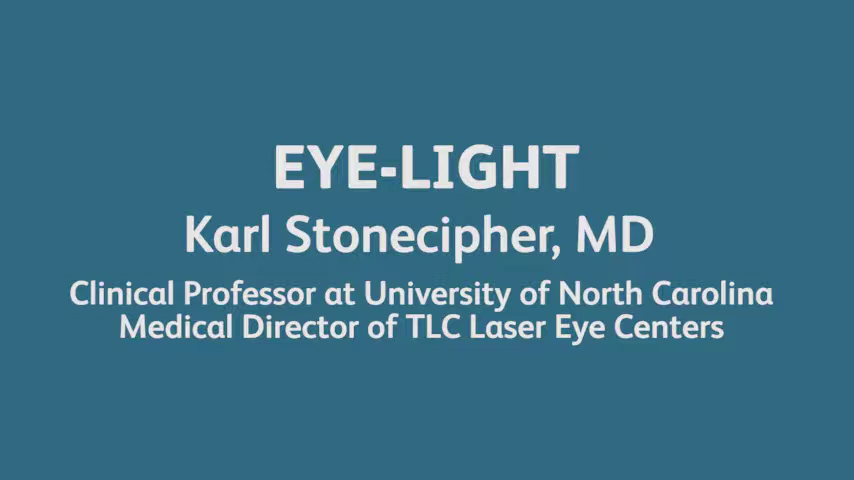 EYE-LIGHT
Karl Stonecipher, MD
Clinical Professor at University of North Carolina
Medical Director of TLC Laser Eye Centers